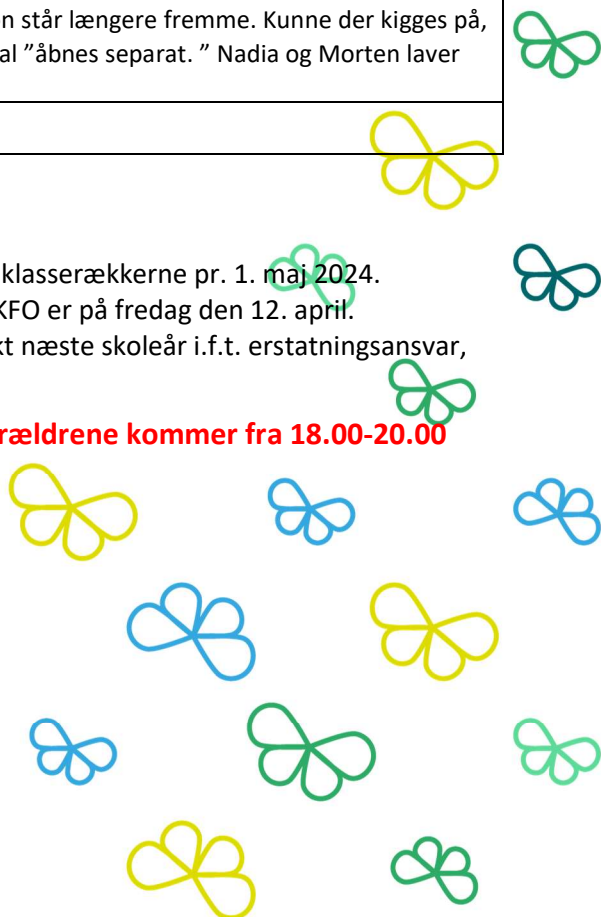 n står længere fremme. Kunne der kigges på,
al ”åbnes separat. ” Nadia og Morten laver
klasserækkerne pr. 1. maj 2024.
KFO er på fredag den 12. april.
kt næste skoleår i.f.t. erstatningsansvar,
rældrene kommer fra 18.00-20.00